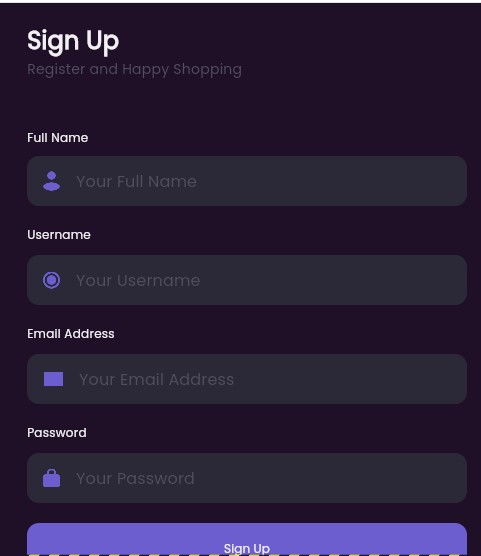 Sign Up
Register and Happy Shopping
Full Name
Your Full Name
Username
Your Username
Email Address
Your Email Address
Password
Your Password
Sign Up